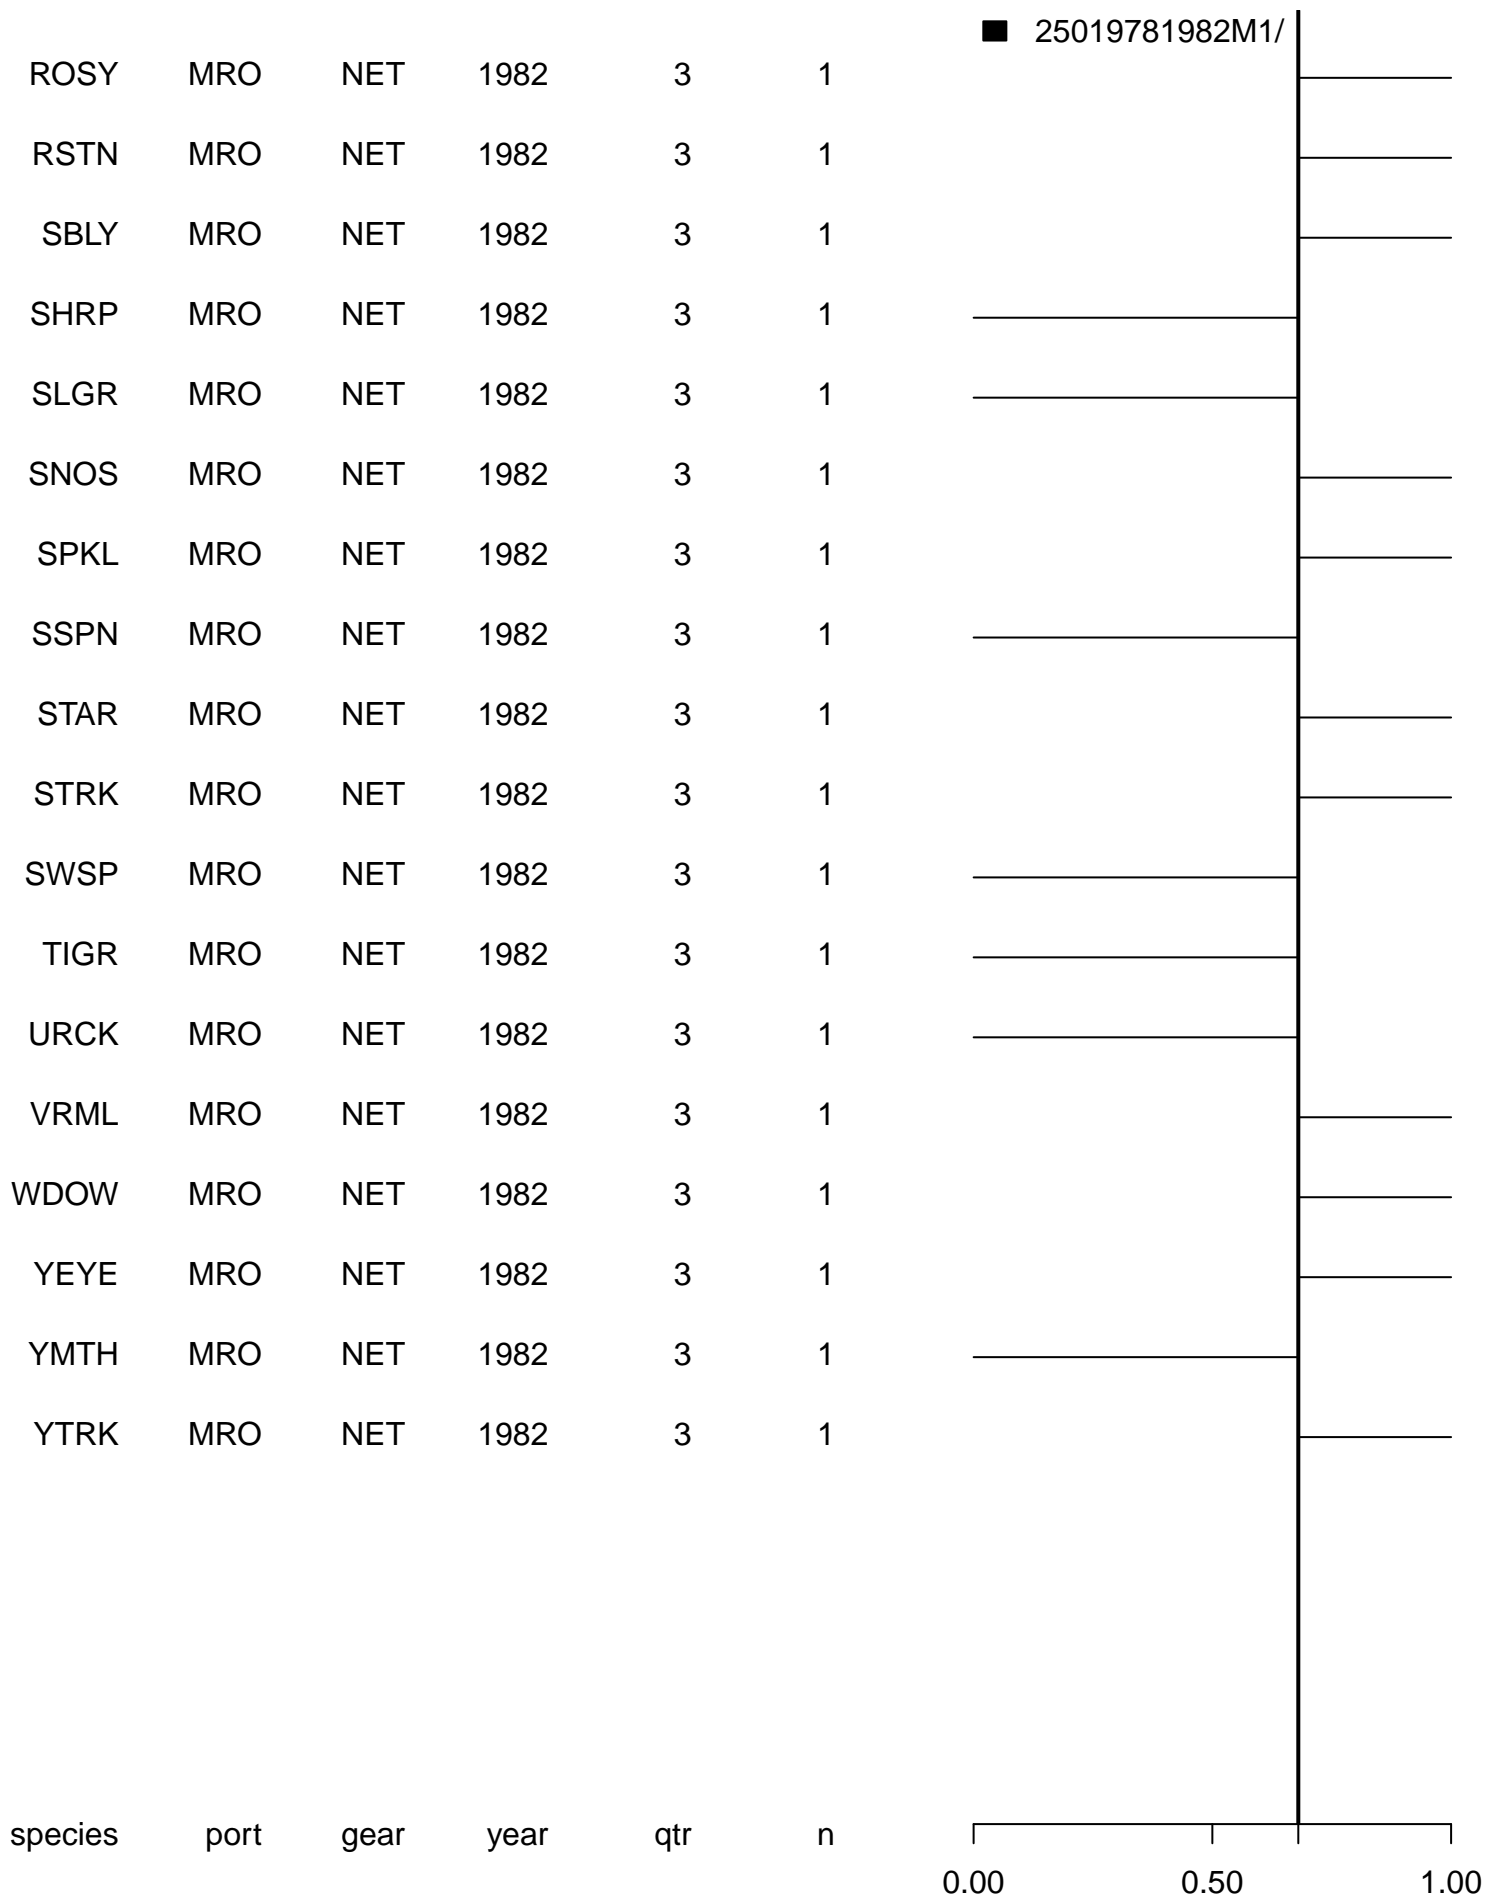 25019781982M1/
ROSY MRO NET 1982 3 1
RSTN MRO NET 1982 3 1
SBLY MRO NET 1982 3 1
SHRP MRO NET 1982 3 1
SLGR MRO NET 1982 3 1
SNOS MRO NET 1982 3 1
SPKL MRO NET 1982 3 1
SSPN MRO NET 1982 3 1
STAR MRO NET 1982 3 1
STRK MRO NET 1982 3 1
SWSP MRO NET 1982 3 1
TIGR MRO NET 1982 3 1
URCK MRO NET 1982 3 1
VRML MRO NET 1982 3 1
WDOW MRO NET 1982 3 1
YEYE MRO NET 1982 3 1
YMTH MRO NET 1982 3 1
YTRK MRO NET 1982 3 1
species port gear year qtr n
0.00 0.50 1.00